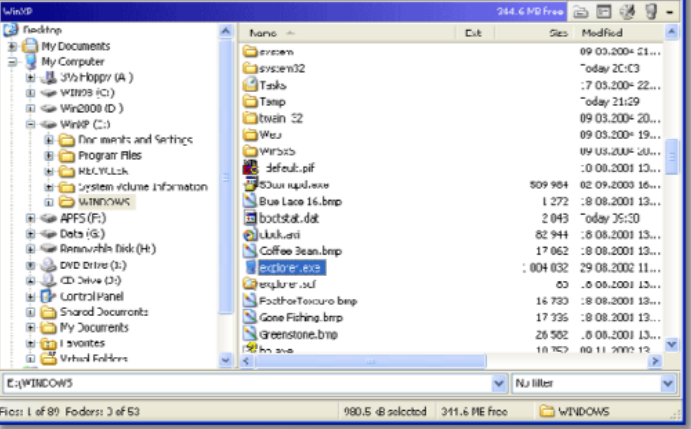 WinXP 344.6 MB free
Desktop
My Documents
My Computer
3½ Floppy (A:)
WIN98 (C:)
Win2000 (D:)
WinXP (E:)
Documents and Settings
Program Files
RECYCLER
System Volume Information
WINDOWS
APPS (F:)
Data (G:)
Removable Disk (H:)
DVD Drive (I:)
CD Drive (J:)
Control Panel
Shared Documents
My Documents
Favorites
Virtual Folders
Name Ext Size Modified
system 09 03.2004 21...
system32 Today 20:03
Tasks 17 03.2004 22...
Temp Today 21:29
twain_32 09 03.2004 20...
Web 09 03.2004 19...
WinSxS 09 03.2004 20...
_default.pif 18 08.2001 13...
509 984 02 09.2003 16...
Blue Lace 16.bmp 1 272 18 08.2001 13...
bootstat.dat 2 048 Today 09:30
clock.avi 82 944 18 08.2001 13...
Coffee Bean.bmp 17 062 18 08.2001 13...
explorer.exe 1 004 032 29 08.2002 11...
explorer.scf 80 18 08.2001 13...
FeatherTexture.bmp 16 730 18 08.2001 13...
Gone Fishing.bmp 17 336 18 08.2001 13...
Greenstone.bmp 26 582 18 08.2001 13...
hh.exe 10 752 09 11.2002 13...
E:\WINDOWS No filter
Files: 1 of 89 Folders: 0 of 53 980.5 kB selected 344.6 MB free WINDOWS